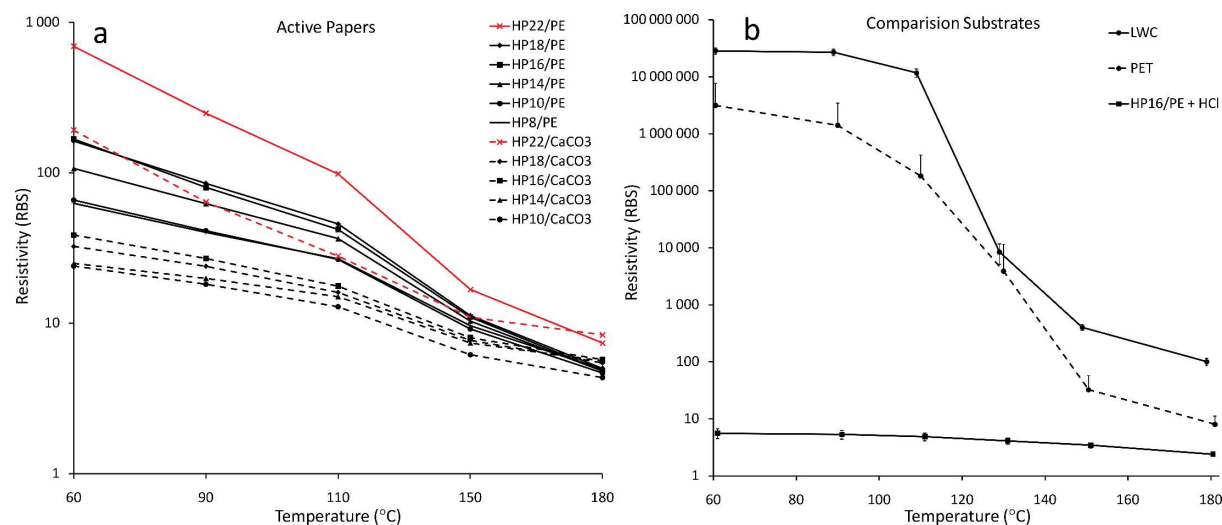 a
Active Papers
1 000
100
10
1
Resistivity (RBS)
60
90
110
150
180
Temperature (°C)
HP22/PE
HP18/PE
HP16/PE
HP14/PE
HP10/PE
HP8/PE
HP22/CaCO3
HP18/CaCO3
HP16/CaCO3
HP14/CaCO3
HP10/CaCO3
b
Comparision Substrates
100 000 000
10 000 000
1 000 000
100 000
10 000
1 000
100
10
1
Resistivity (RBS)
60
80
100
120
140
160
180
Temperature (°C)
LWC
PET
HP16/PE + HCl